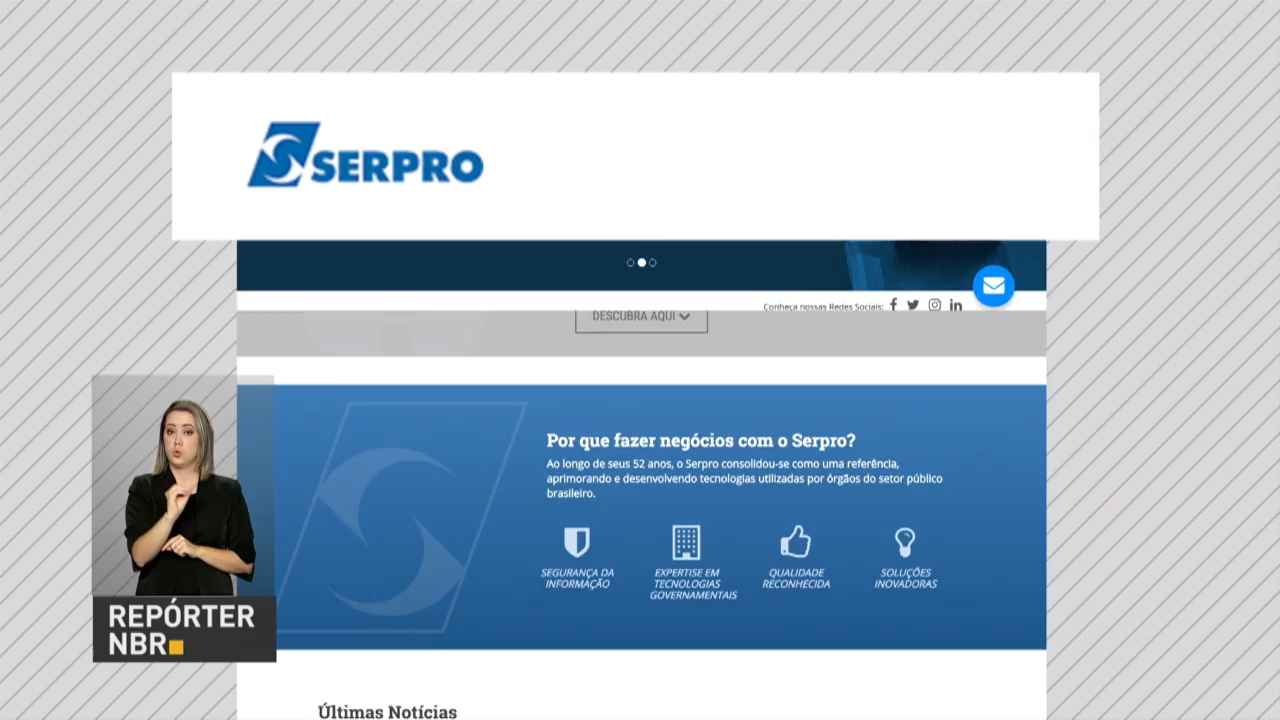 SERPRO
Conheça nossas Redes Sociais:
DESCUBRA AQUI
Por que fazer negócios com o Serpro?
Ao longo de seus 52 anos, o Serpro consolidou-se como uma referência,
aprimorando e desenvolvendo tecnologias utilizadas por órgãos do setor público
brasileiro.
SEGURANÇA DA
INFORMAÇÃO
EXPERTISE EM
TECNOLOGIAS
GOVERNAMENTAIS
QUALIDADE
RECONHECIDA
SOLUÇÕES
INOVADORAS
REPÓRTER
NBR
Últimas Notícias